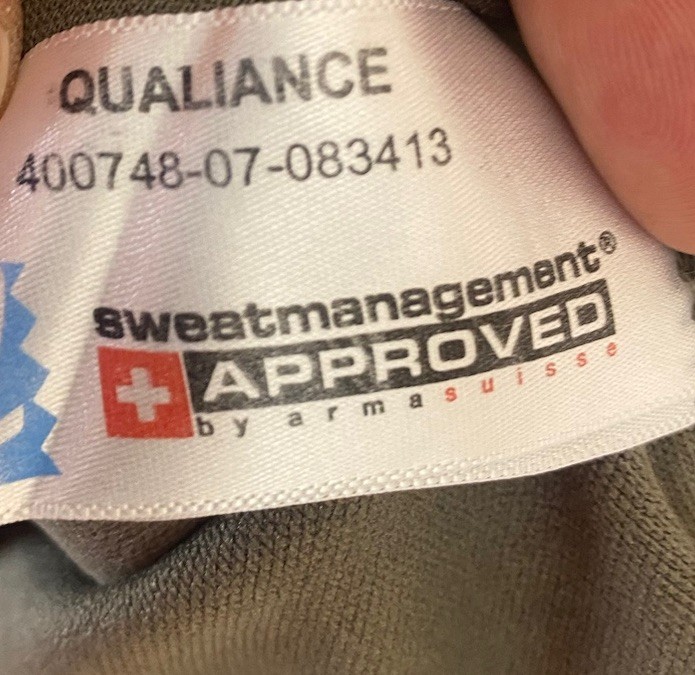 QUALIANCE
400748-07-083413
sweatmanagement®
APPROVED
by armasuisse